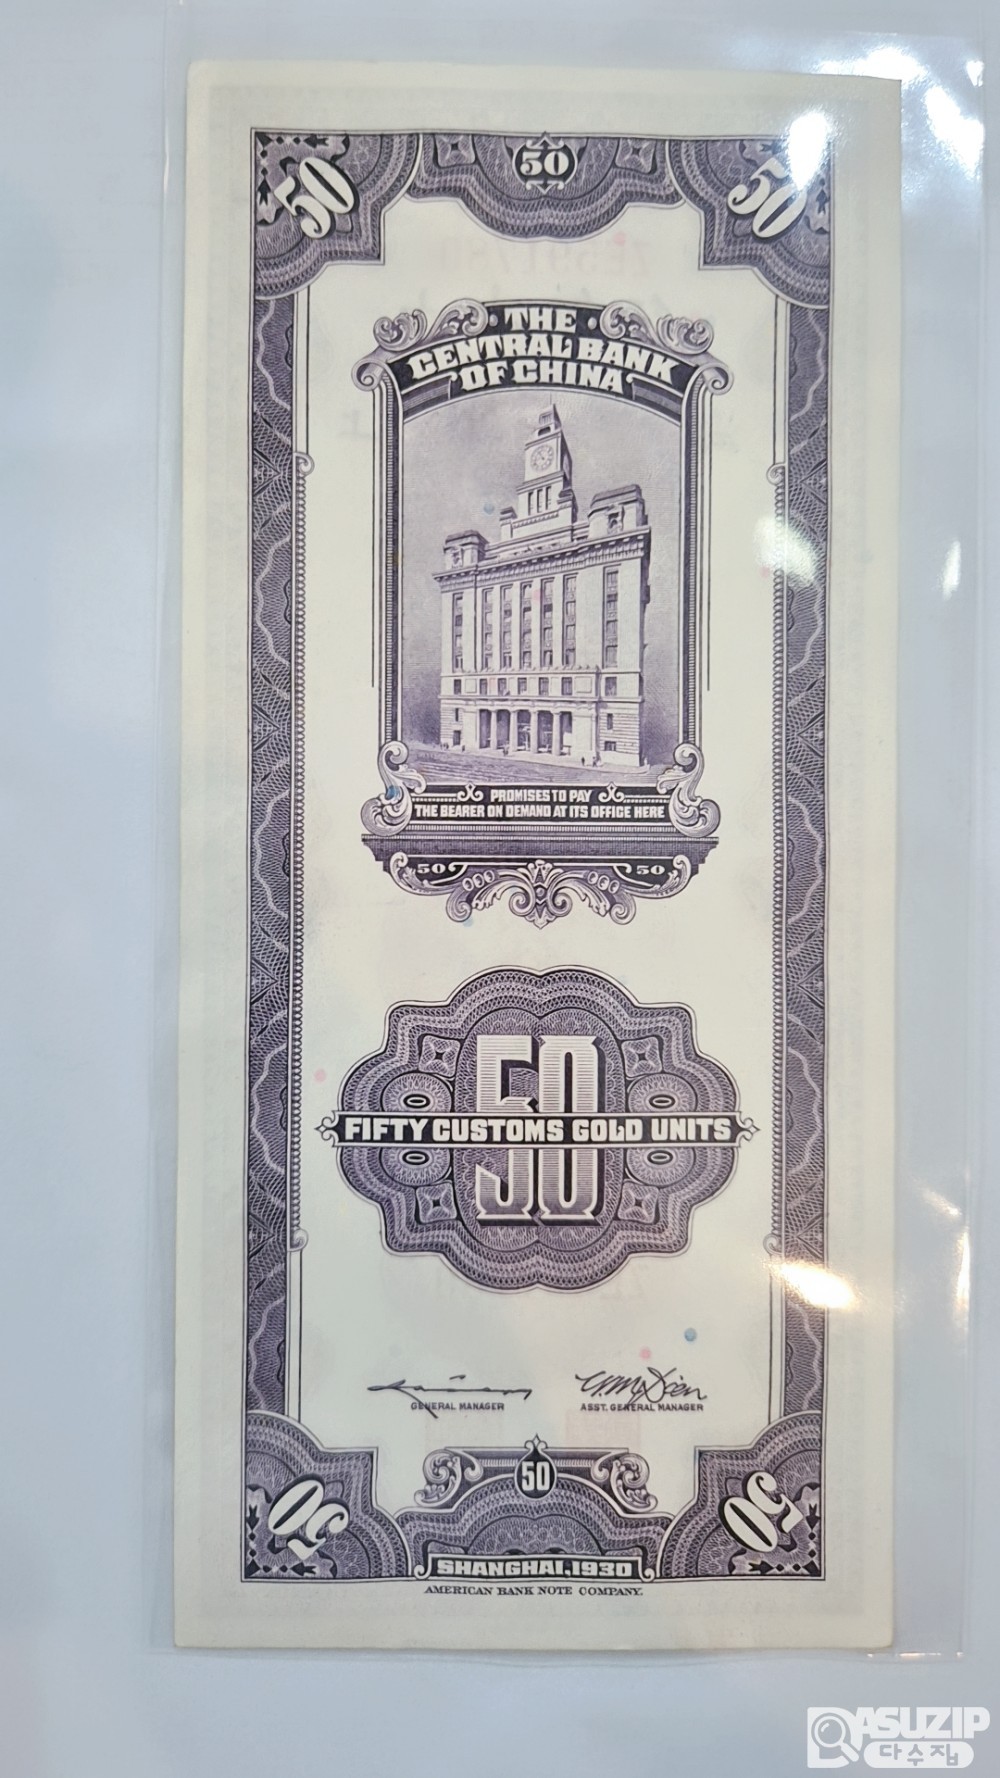 50 50 50
THE
CENTRAL BANK
OF CHINA
PROMISES TO PAY
THE BEARER ON DEMAND AT ITS OFFICE HERE
50 50
50
FIFTY CUSTOMS GOLD UNITS
GENERAL MANAGER ASST. GENERAL MANAGER
50
50 50
SHANGHAI, 1930
AMERICAN BANK NOTE COMPANY.
DASUZIP
다수집